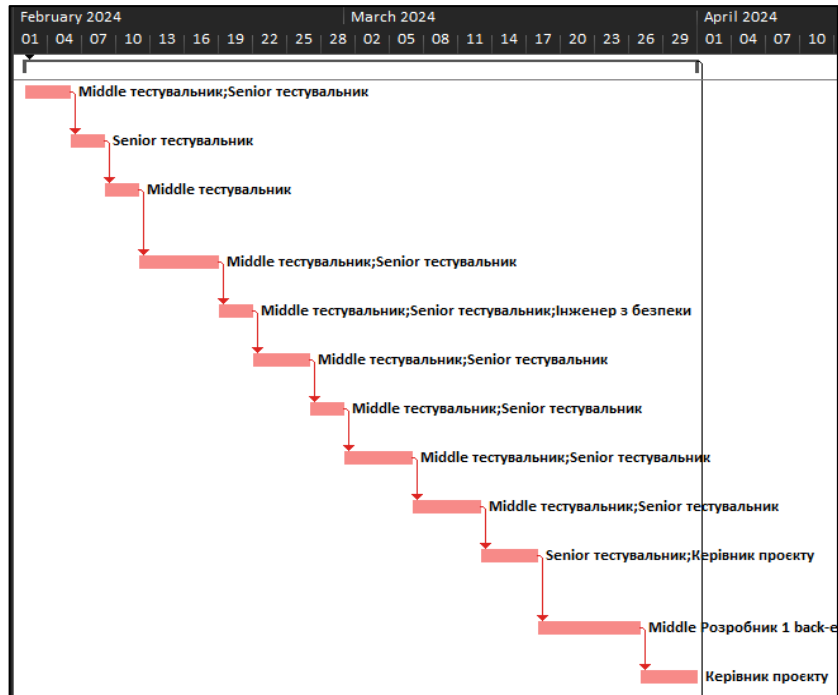 February 2024 March 2024 April 2024
01 04 07 10 13 16 19 22 25 28 02 05 08 11 14 17 20 23 26 29 01 04 07 10
Middle тестувальник;Senior тестувальник
Senior тестувальник
Middle тестувальник
Middle тестувальник;Senior тестувальник
Middle тестувальник;Senior тестувальник;Інженер з безпеки
Middle тестувальник;Senior тестувальник
Middle тестувальник;Senior тестувальник
Middle тестувальник;Senior тестувальник
Middle тестувальник;Senior тестувальник
Senior тестувальник;Керівник проєкту
Middle Розробник 1 back-e
Керівник проєкту